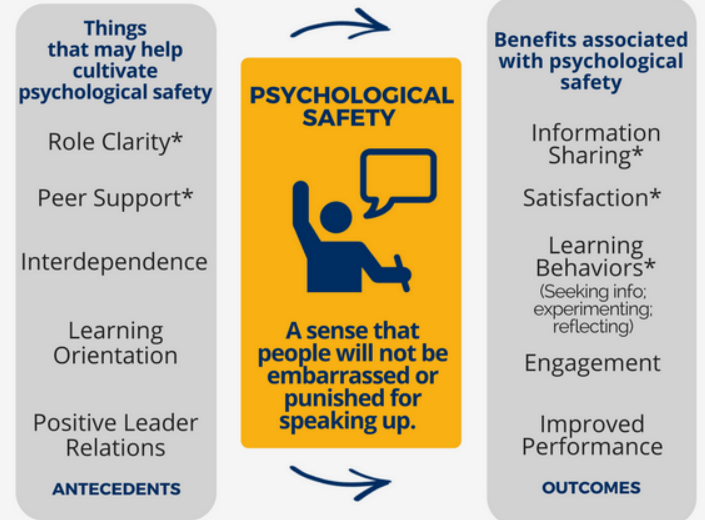 Things
that may help
cultivate
psychological safety
Role Clarity*
Peer Support*
Interdependence
Learning
Orientation
Positive Leader
Relations
ANTECEDENTS
PSYCHOLOGICAL
SAFETY
A sense that
people will not be
embarrassed or
punished for
speaking up.
Benefits associated
with psychological
safety
Information
Sharing*
Satisfaction*
Learning
Behaviors*
(Seeking info;
experimenting;
reflecting)
Engagement
Improved
Performance
OUTCOMES